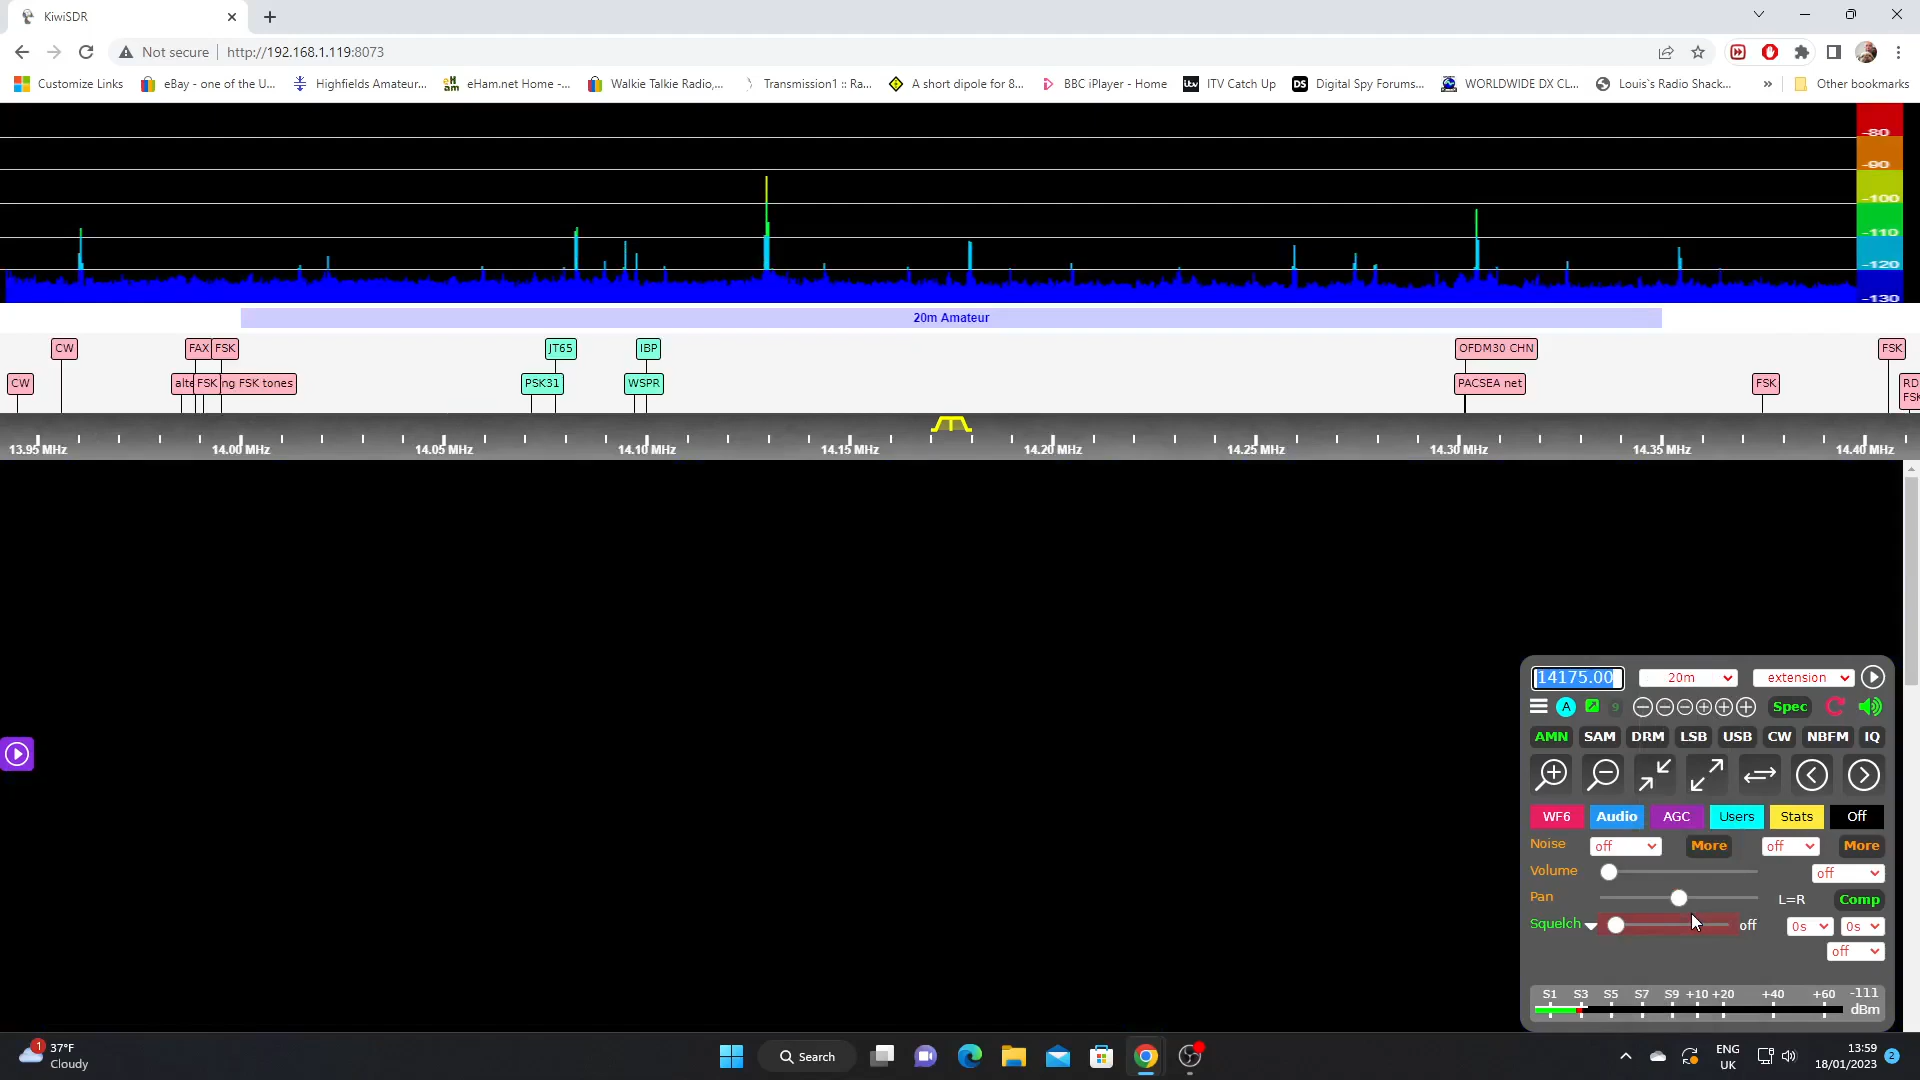 KiwiSDR
Not secure http://192.168.1.119:8073
Customize Links eBay - one of the U... Highfields Amateur... eHam.net Home -... Walkie Talkie Radio,... Transmission1 :: Ra... A short dipole for 8... BBC iPlayer - Home ITV Catch Up Digital Spy Forums... WORLDWIDE DX CL... Louis`s Radio Shack... » Other bookmarks
-80
-90
-100
-110
-120
-130
20m Amateur
CW FAX FSK JT65 IBP OFDM30 CHN FSK
CW alte FSK ng FSK tones PSK31 WSPR PACSEA net FSK RD
FSK
13.95 MHz 14.00 MHz 14.05 MHz 14.10 MHz 14.15 MHz 14.20 MHz 14.25 MHz 14.30 MHz 14.35 MHz 14.40 MHz
14175.00 20m extension
A 9 Spec
AMN SAM DRM LSB USB CW NBFM IQ
WF6 Audio AGC Users Stats Off
Noise off More off More
Volume off
Pan L=R Comp
Squelch off 0s 0s
off
S1 S3 S5 S7 S9 +10 +20 +40 +60 -111
dBm
1 37°F
Cloudy
Search
ENG
UK
13:59
18/01/2023
2